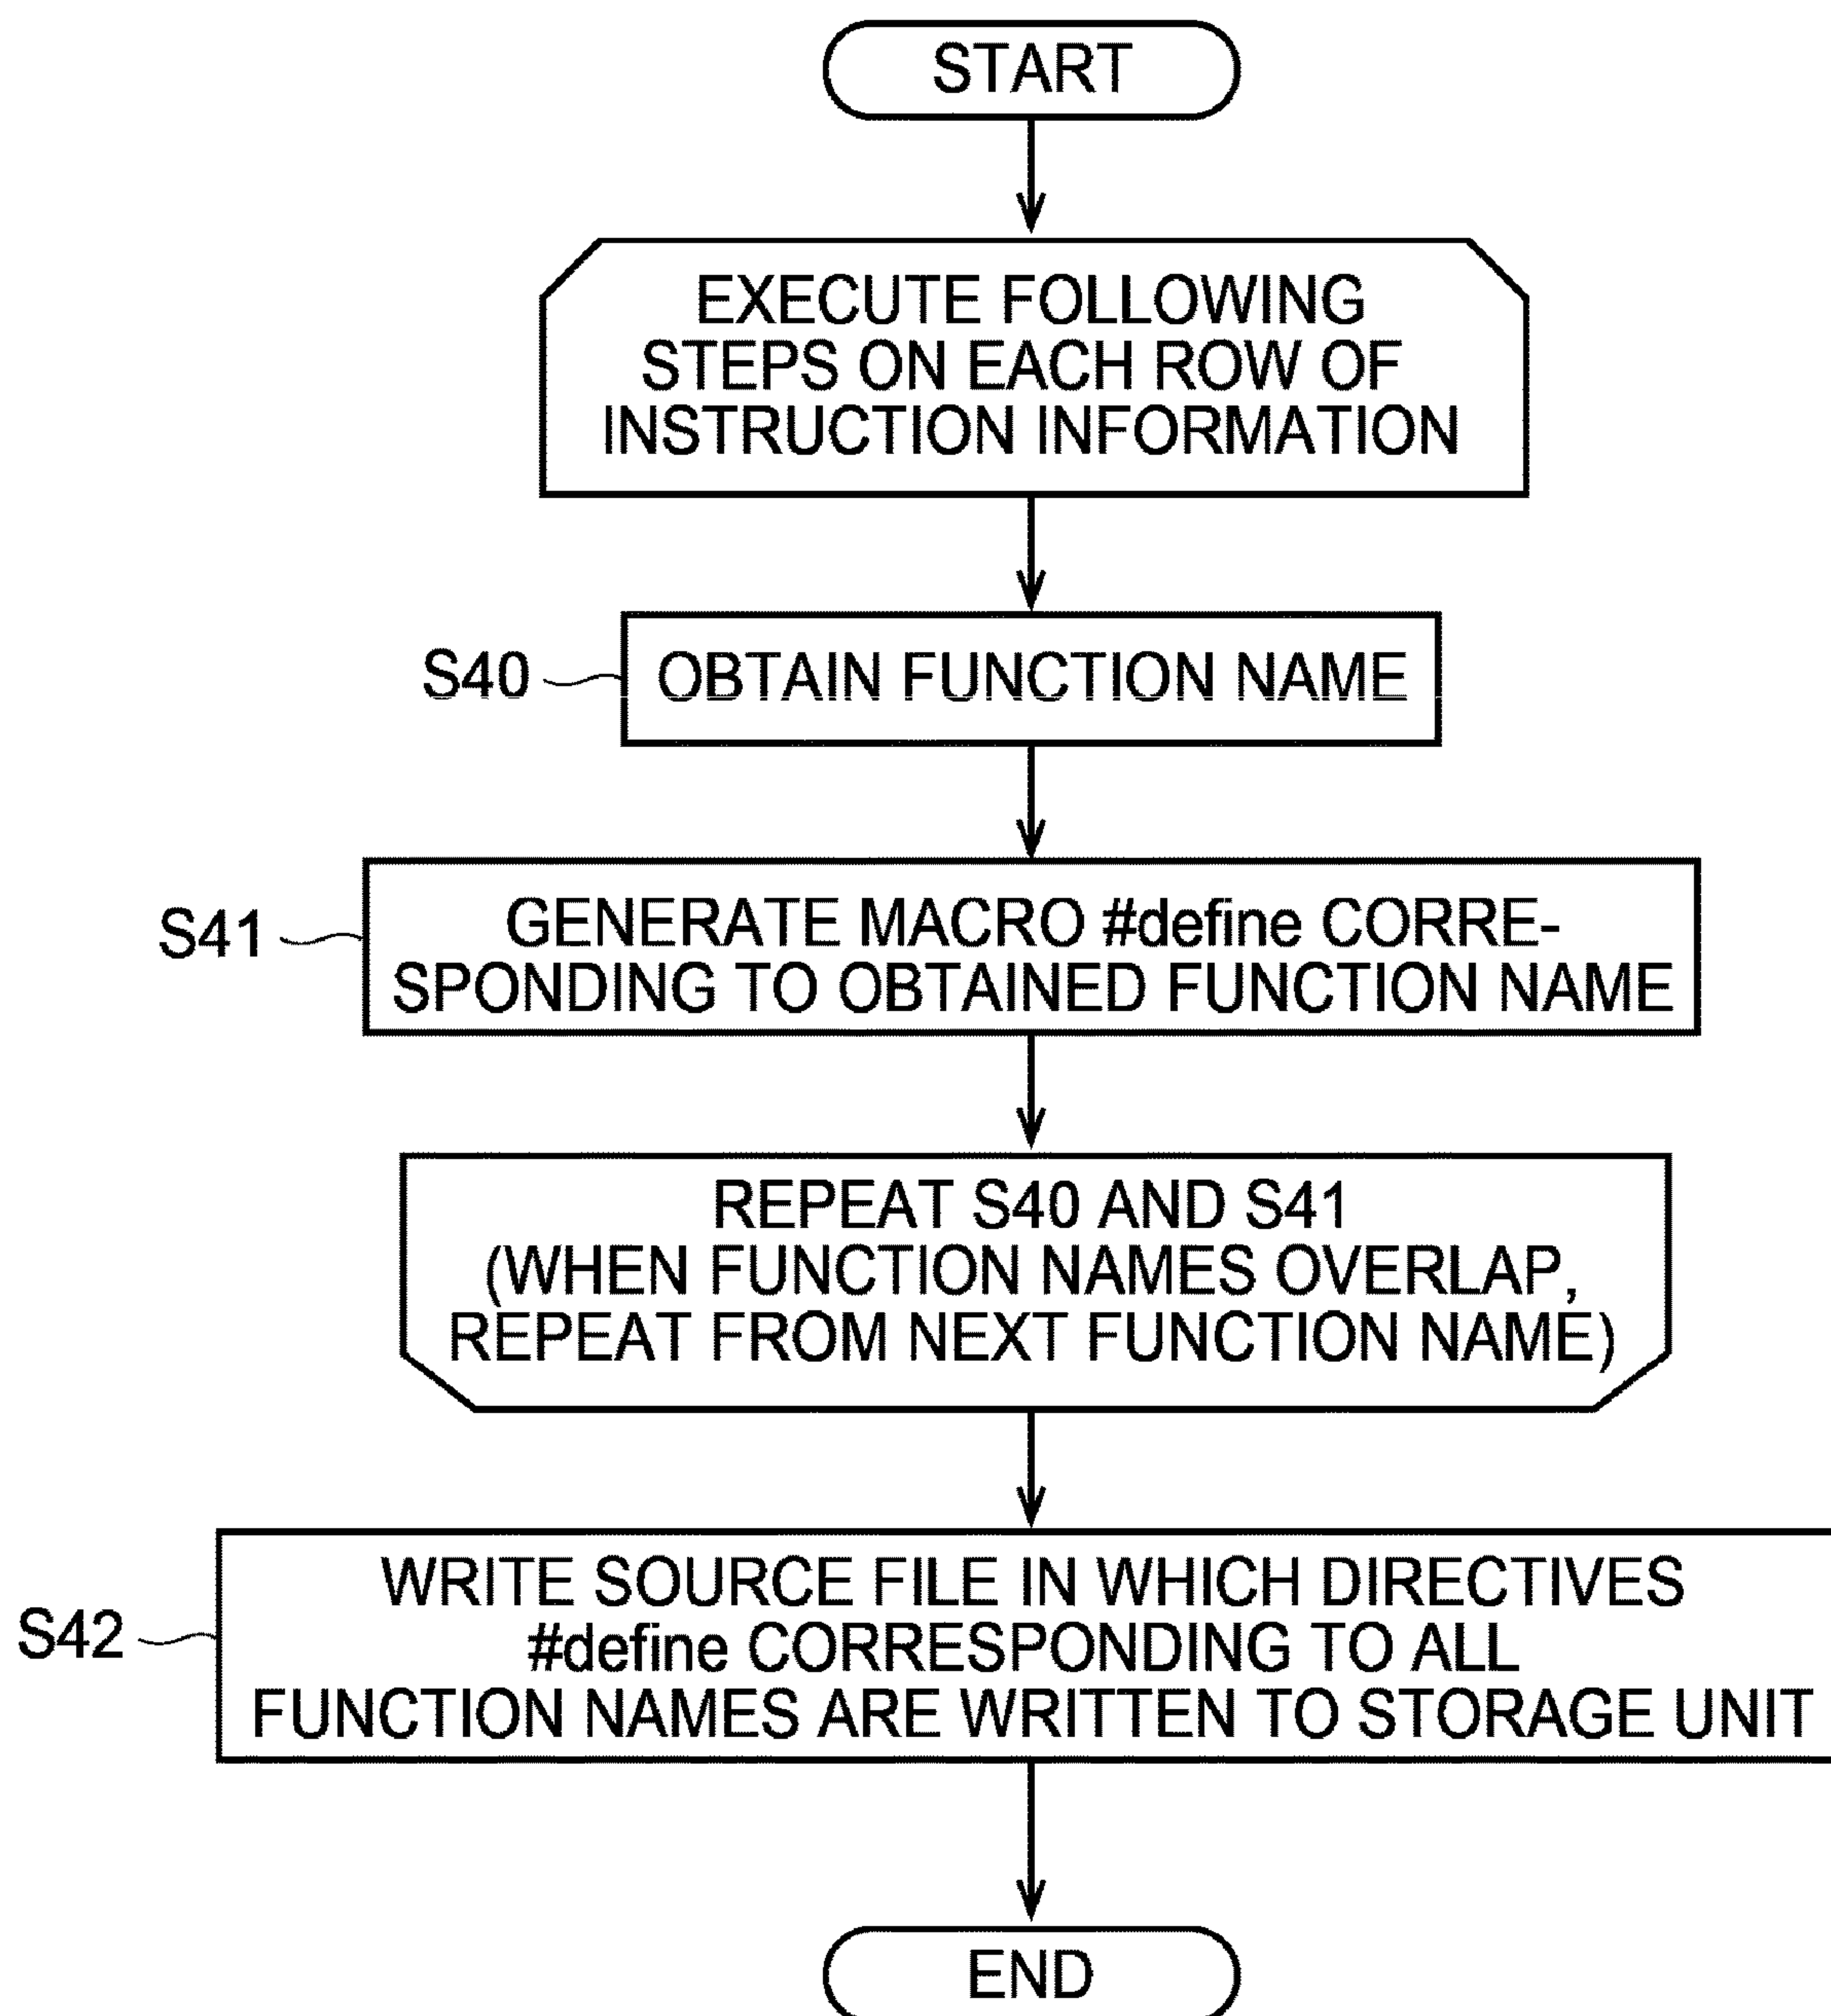 START
EXECUTE FOLLOWING
STEPS ON EACH ROW OF
INSTRUCTION INFORMATION
S40
OBTAIN FUNCTION NAME
S41
GENERATE MACRO #define CORRE-
SPONDING TO OBTAINED FUNCTION NAME
REPEAT S40 AND S41
(WHEN FUNCTION NAMES OVERLAP,
REPEAT FROM NEXT FUNCTION NAME)
S42
WRITE SOURCE FILE IN WHICH DIRECTIVES
#define CORRESPONDING TO ALL
FUNCTION NAMES ARE WRITTEN TO STORAGE UNIT
END